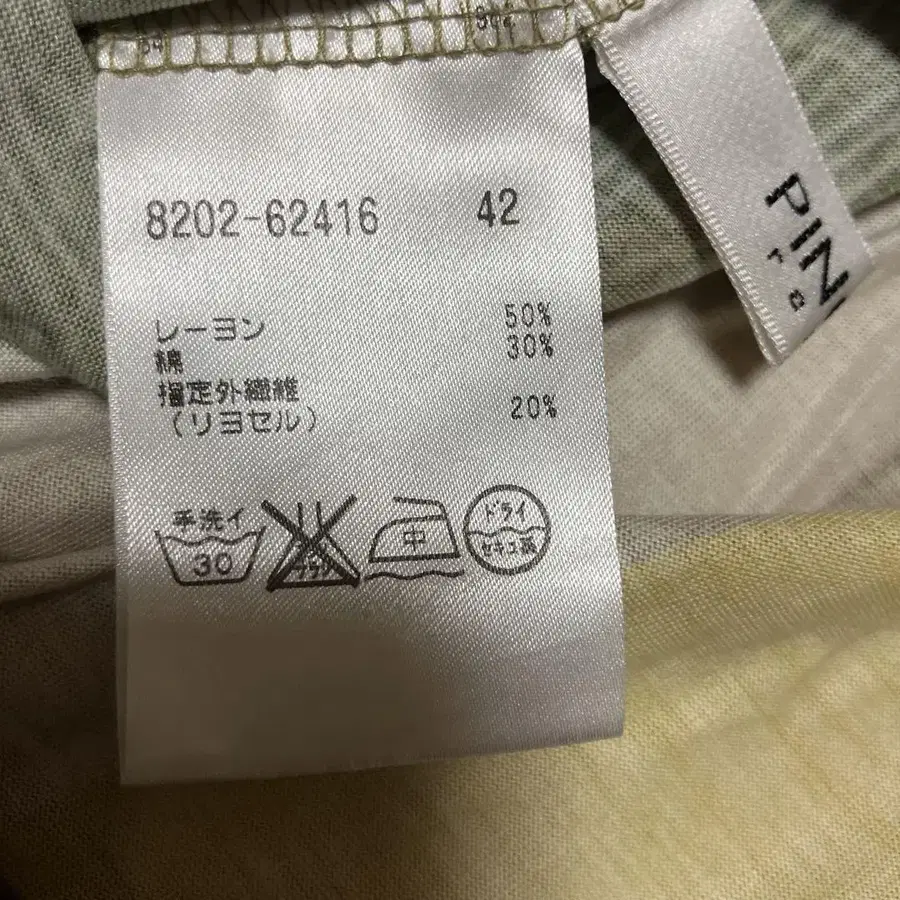 8202-62416 42
レーヨン 50%
綿 30%
指定外繊維
(リヨセル) 20%
手洗イ
30
中
ドライ
セキユ系
PIN